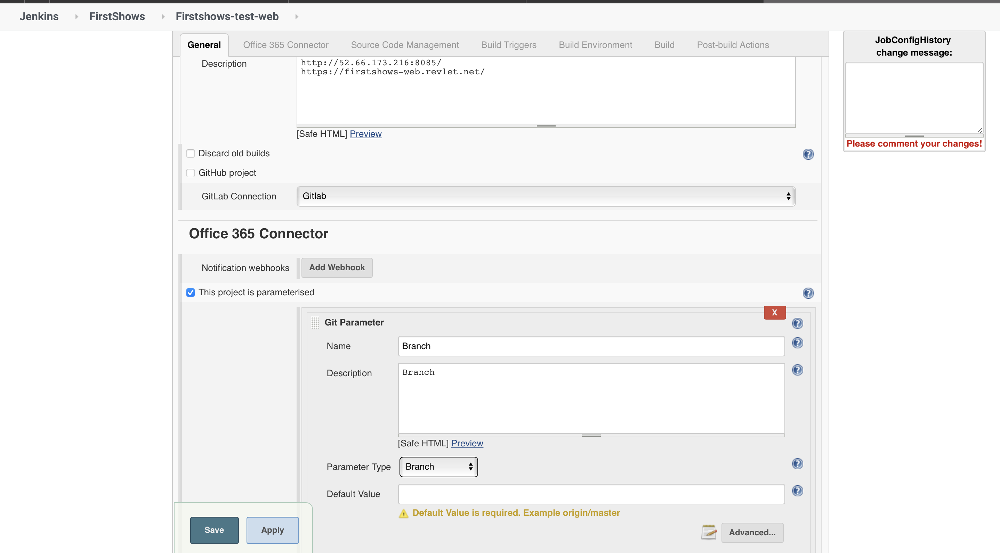 Jenkins FirstShows Firstshows-test-web
General Office 365 Connector Source Code Management Build Triggers Build Environment Build Post-build Actions
JobConfigHistory
change message:
Please comment your changes!
Description
http://52.66.173.216:8085/
https://firstshows-web.revlet.net/
[Safe HTML] Preview
Discard old builds
GitHub project
GitLab Connection Gitlab
Office 365 Connector
Notification webhooks Add Webhook
This project is parameterised
X
Git Parameter
Name Branch
Description Branch
[Safe HTML] Preview
Parameter Type Branch
Default Value
Default Value is required. Example origin/master
Advanced...
Save Apply